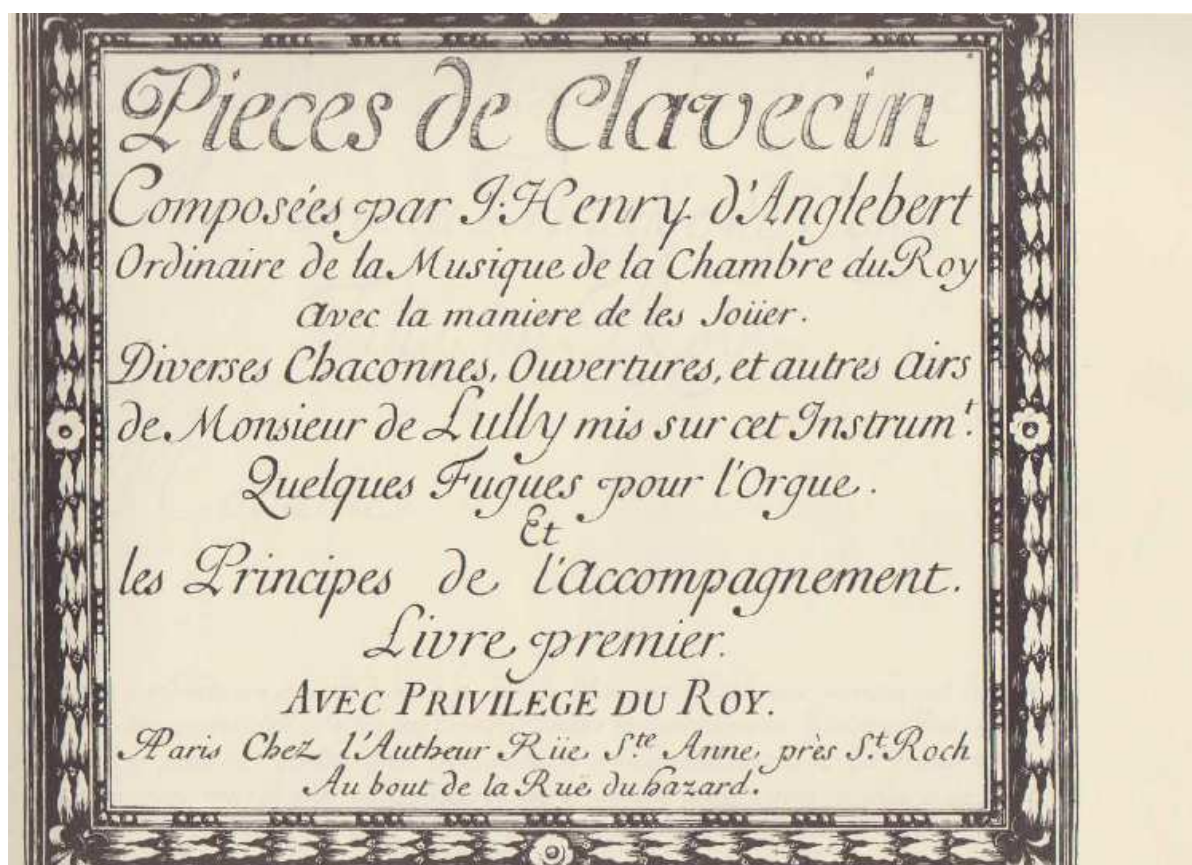 Pieces de Clavecin
Composées par J. Henry d'Anglebert
Ordinaire de la Musique de la Chambre du Roy
avec la maniere de les Joüer.
Diverses Chaconnes, Ouvertures, et autres airs
de Monsieur de Lully mis sur cet Instrumt.
Quelques Fugues pour l'Orgue.
Et
les Principes de l'accompagnement.
Livre premier.
AVEC PRIVILEGE DU ROY.
Paris Chez l'Autheur Rüe Ste. Anne, près St. Roch
Au bout de la Ruë du hazard.